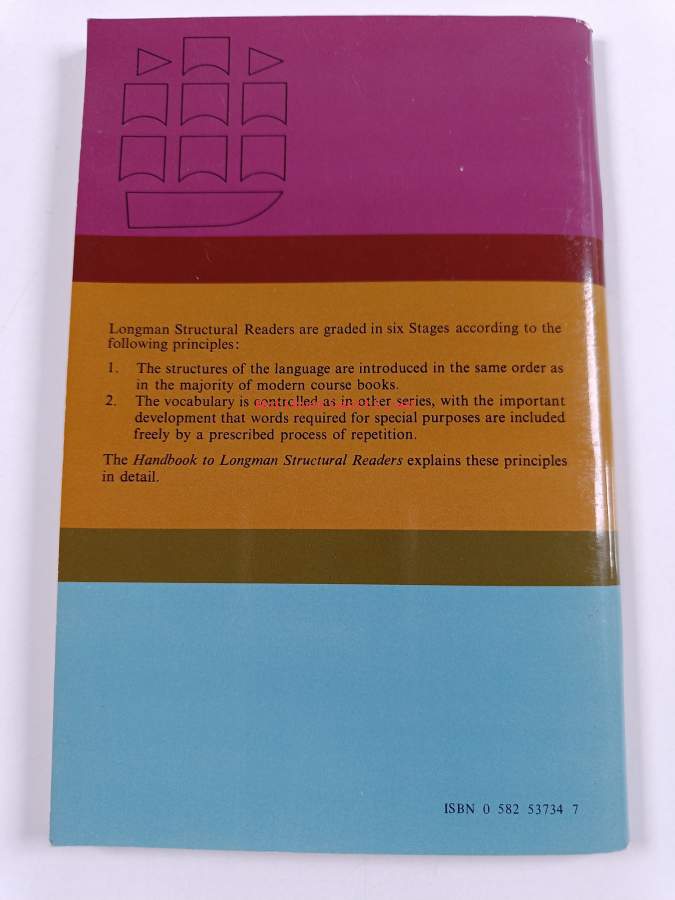 Longman Structural Readers are graded in six Stages according to the
following principles:
1. The structures of the language are introduced in the same order as
in the majority of modern course books.
2. The vocabulary is controlled as in other series, with the important
development that words required for special purposes are included
freely by a prescribed process of repetition.
The Handbook to Longman Structural Readers explains these principles
in detail.
ISBN 0 582 53734 7